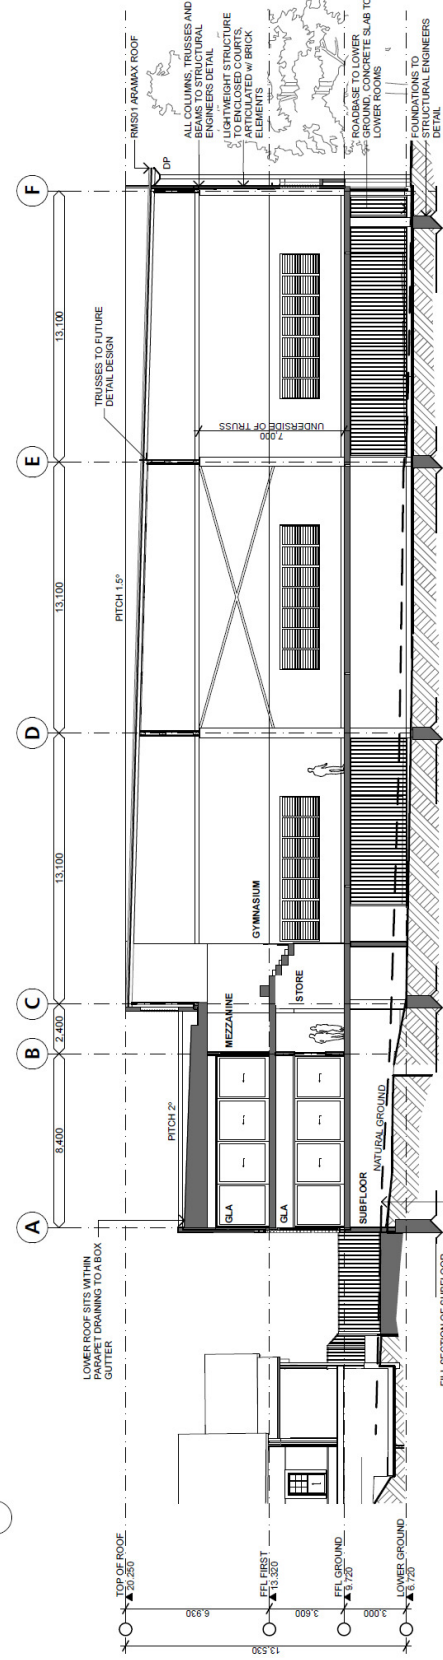 LOWER ROOF SITS WITHIN
PARAPET DRAINING TO A BOX
GUTTER
A
B
C
D
E
F
8,400
2,400
13,100
13,100
13,100
PITCH 2°
PITCH 1.5°
TRUSSES TO FUTURE
DETAIL DESIGN
RMS01 ARAMAX ROOF
DP
ALL COLUMNS, TRUSSES AND
BEAMS TO STRUCTURAL
ENGINEERS DETAIL
LIGHTWEIGHT STRUCTURE
TO ENCLOSED COURTS,
ARTICULATED w/ BRICK
ELEMENTS
ROADBASE TO LOWER
GROUND, CONCRETE SLAB TO
LOWER ROOMS
FOUNDATIONS TO
STRUCTURAL ENGINEERS
DETAIL
TOP OF ROOF
20.250
FFL FIRST
13.320
FFL GROUND
9.720
LOWER GROUND
6.720
6,930
3,600
3,000
13,530
GLA
GLA
MEZZANINE
STORE
GYMNASIUM
7,000
UNDERSIDE OF TRUSS
SUBFLOOR
NATURAL GROUND
FILL SECTION OF SUBFLOOR